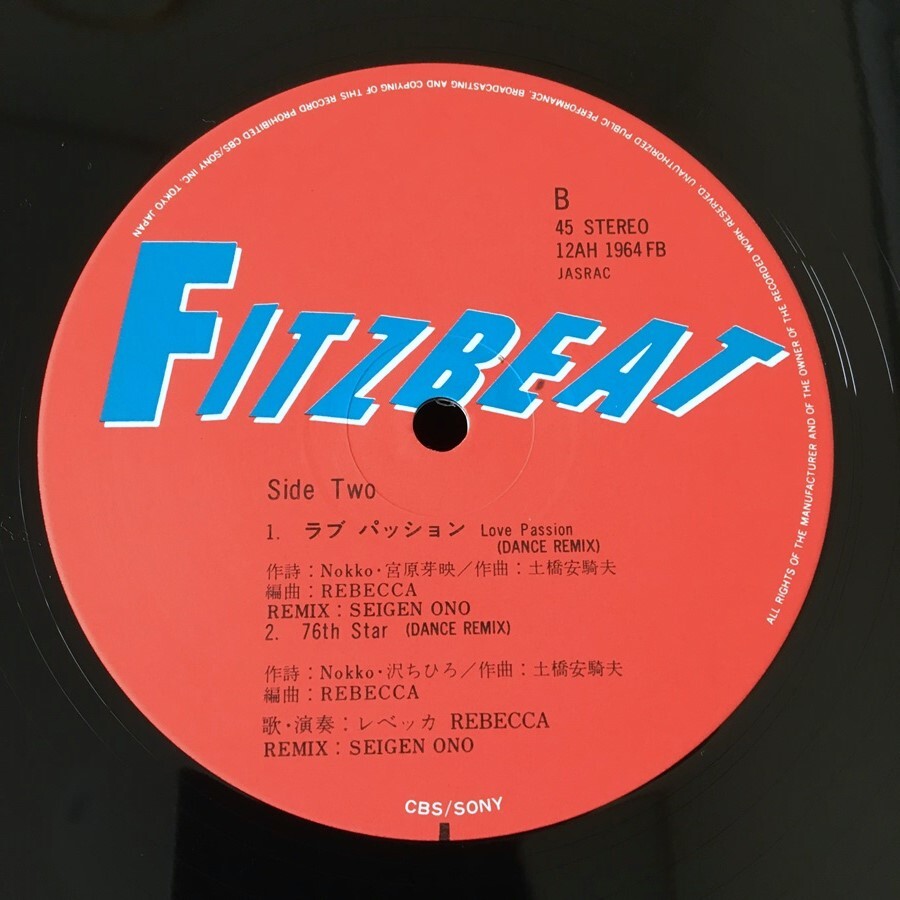 B
45 STEREO
12AH 1964 FB
JASRAC
FITZBEAT
Side Two
1. ラブ パッション Love Passion
(DANCE REMIX)
作詩：Nokko・宮原芽映／作曲：土橋安騎夫
編曲：REBECCA
REMIX：SEIGEN ONO
2. 76th Star (DANCE REMIX)
作詩：Nokko・沢ちひろ／作曲：土橋安騎夫
編曲：REBECCA
歌・演奏：レベッカ REBECCA
REMIX：SEIGEN ONO
CBS/SONY
ALL RIGHTS OF THE MANUFACTURER AND OF THE OWNER OF THE RECORDED WORK RESERVED. UNAUTHORIZED PUBLIC PERFORMANCE, BROADCASTING AND COPYING OF THIS RECORD PROHIBITED CBS/SONY INC. TOKYO JAPAN